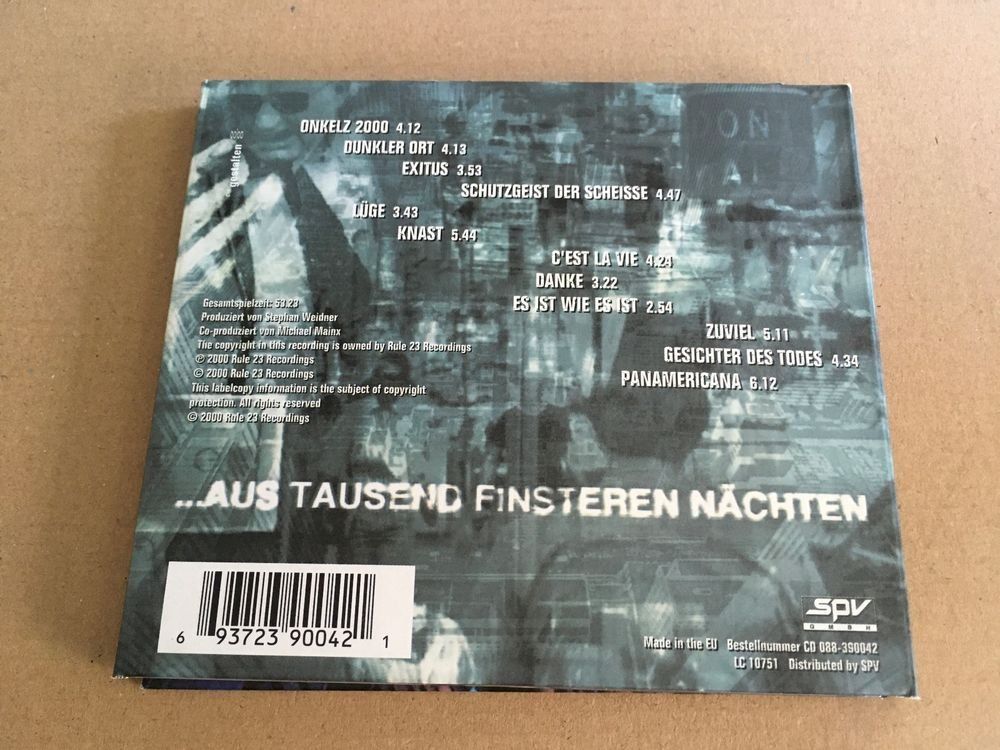 ONKELZ 2000 4.12
DUNKLER ORT 4.13
EXITUS 3.53
SCHUTZGEIST DER SCHEISSE 4.47
LÜGE 3.43
KNAST 5.44
C'EST LA VIE 4.24
DANKE 3.22
ES IST WIE ES IST 2.54
ZUVIEL 5.11
GESICHTER DES TODES 4.34
PANAMERICANA 6.12
gestalten
ON
Gesamtspielzeit: 53.23
Produziert von Stephan Weidner
Co-produziert von Michael Mainx
The copyright in this recording is owned by Rule 23 Recordings
℗ 2000 Rule 23 Recordings
© 2000 Rule 23 Recordings
This labelcopy information is the subject of copyright
protection. All rights reserved
© 2000 Rule 23 Recordings
...AUS TAUSEND FINSTEREN NÄCHTEN
6 93723 90042 1
SPV
GMBH
Made in the EU Bestellnummer CD 088-390042
LC 10751 Distributed by SPV